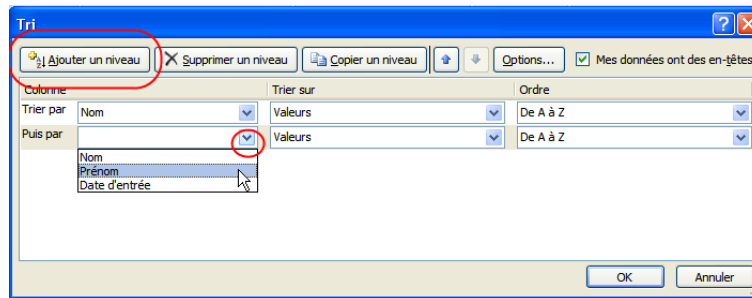 Tri
Ajouter un niveau Supprimer un niveau Copier un niveau Options... Mes données ont des en-têtes
Colonne Trier sur Ordre
Trier par Nom Valeurs De A à Z
Puis par Valeurs De A à Z
Nom
Prénom
Date d'entrée
OK Annuler